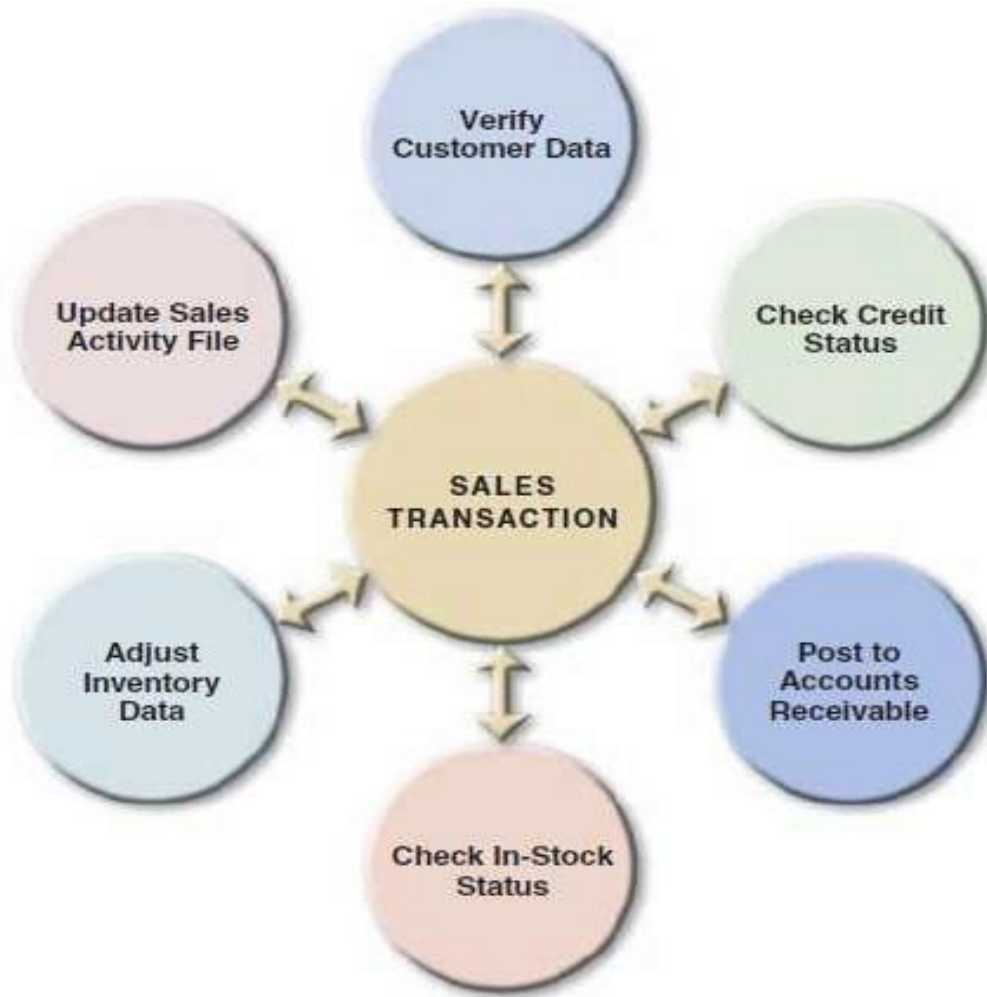 Verify
Customer Data
Update Sales
Activity File
Check Credit
Status
SALES
TRANSACTION
Adjust
Inventory
Data
Post to
Accounts
Receivable
Check In-Stock
Status